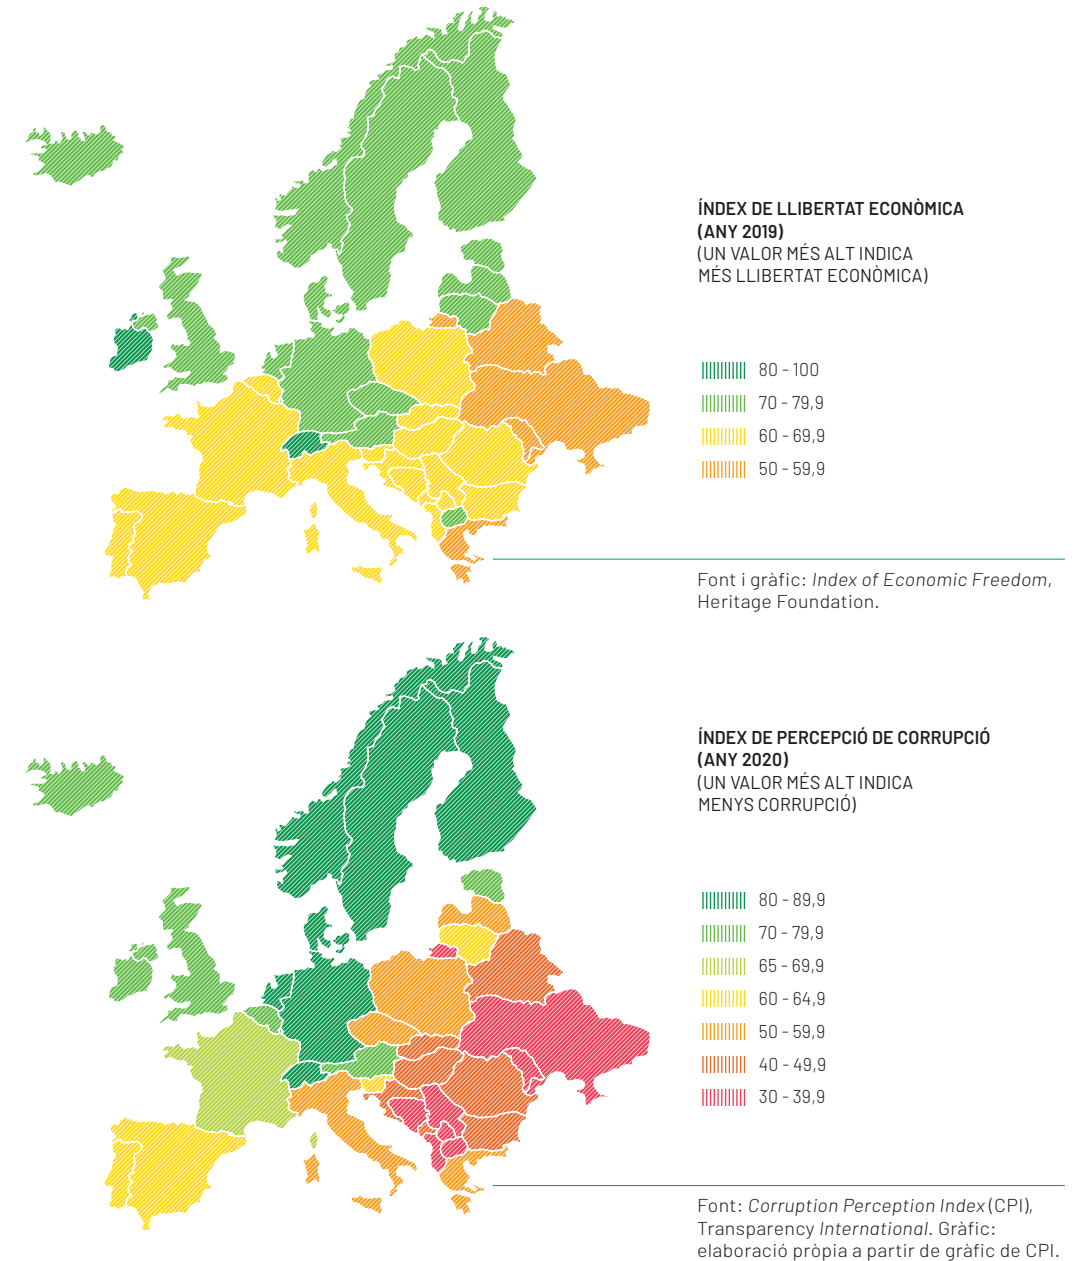 ÍNDEX DE LLIBERTAT ECONÒMICA
(ANY 2019)
(UN VALOR MÉS ALT INDICA
MÉS LLIBERTAT ECONÒMICA)
80 - 100
70 - 79,9
60 - 69,9
50 - 59,9
Font i gràfic: Index of Economic Freedom,
Heritage Foundation.
ÍNDEX DE PERCEPCIÓ DE CORRUPCIÓ
(ANY 2020)
(UN VALOR MÉS ALT INDICA
MENYS CORRUPCIÓ)
80 - 89,9
70 - 79,9
65 - 69,9
60 - 64,9
50 - 59,9
40 - 49,9
30 - 39,9
Font: Corruption Perception Index (CPI),
Transparency International. Gràfic:
elaboració pròpia a partir de gràfic de CPI.